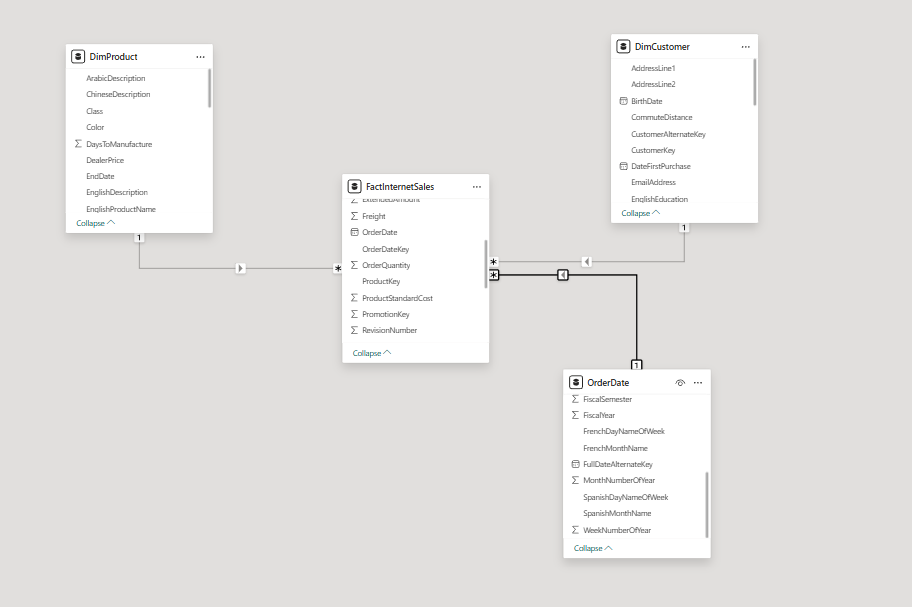 DimProduct
ArabicDescription
ChineseDescription
Class
Color
DaysToManufacture
DealerPrice
EndDate
EnglishDescription
EnglishProductName
Collapse
1
*
DimCustomer
AddressLine1
AddressLine2
BirthDate
CommuteDistance
CustomerAlternateKey
CustomerKey
DateFirstPurchase
EmailAddress
EnglishEducation
Collapse
1
*
FactInternetSales
ExtendedAmount
Freight
OrderDate
OrderDateKey
OrderQuantity
ProductKey
ProductStandardCost
PromotionKey
RevisionNumber
Collapse
*
1
OrderDate
FiscalSemester
FiscalYear
FrenchDayNameOfWeek
FrenchMonthName
FullDateAlternateKey
MonthNumberOfYear
SpanishDayNameOfWeek
SpanishMonthName
WeekNumberOfYear
Collapse